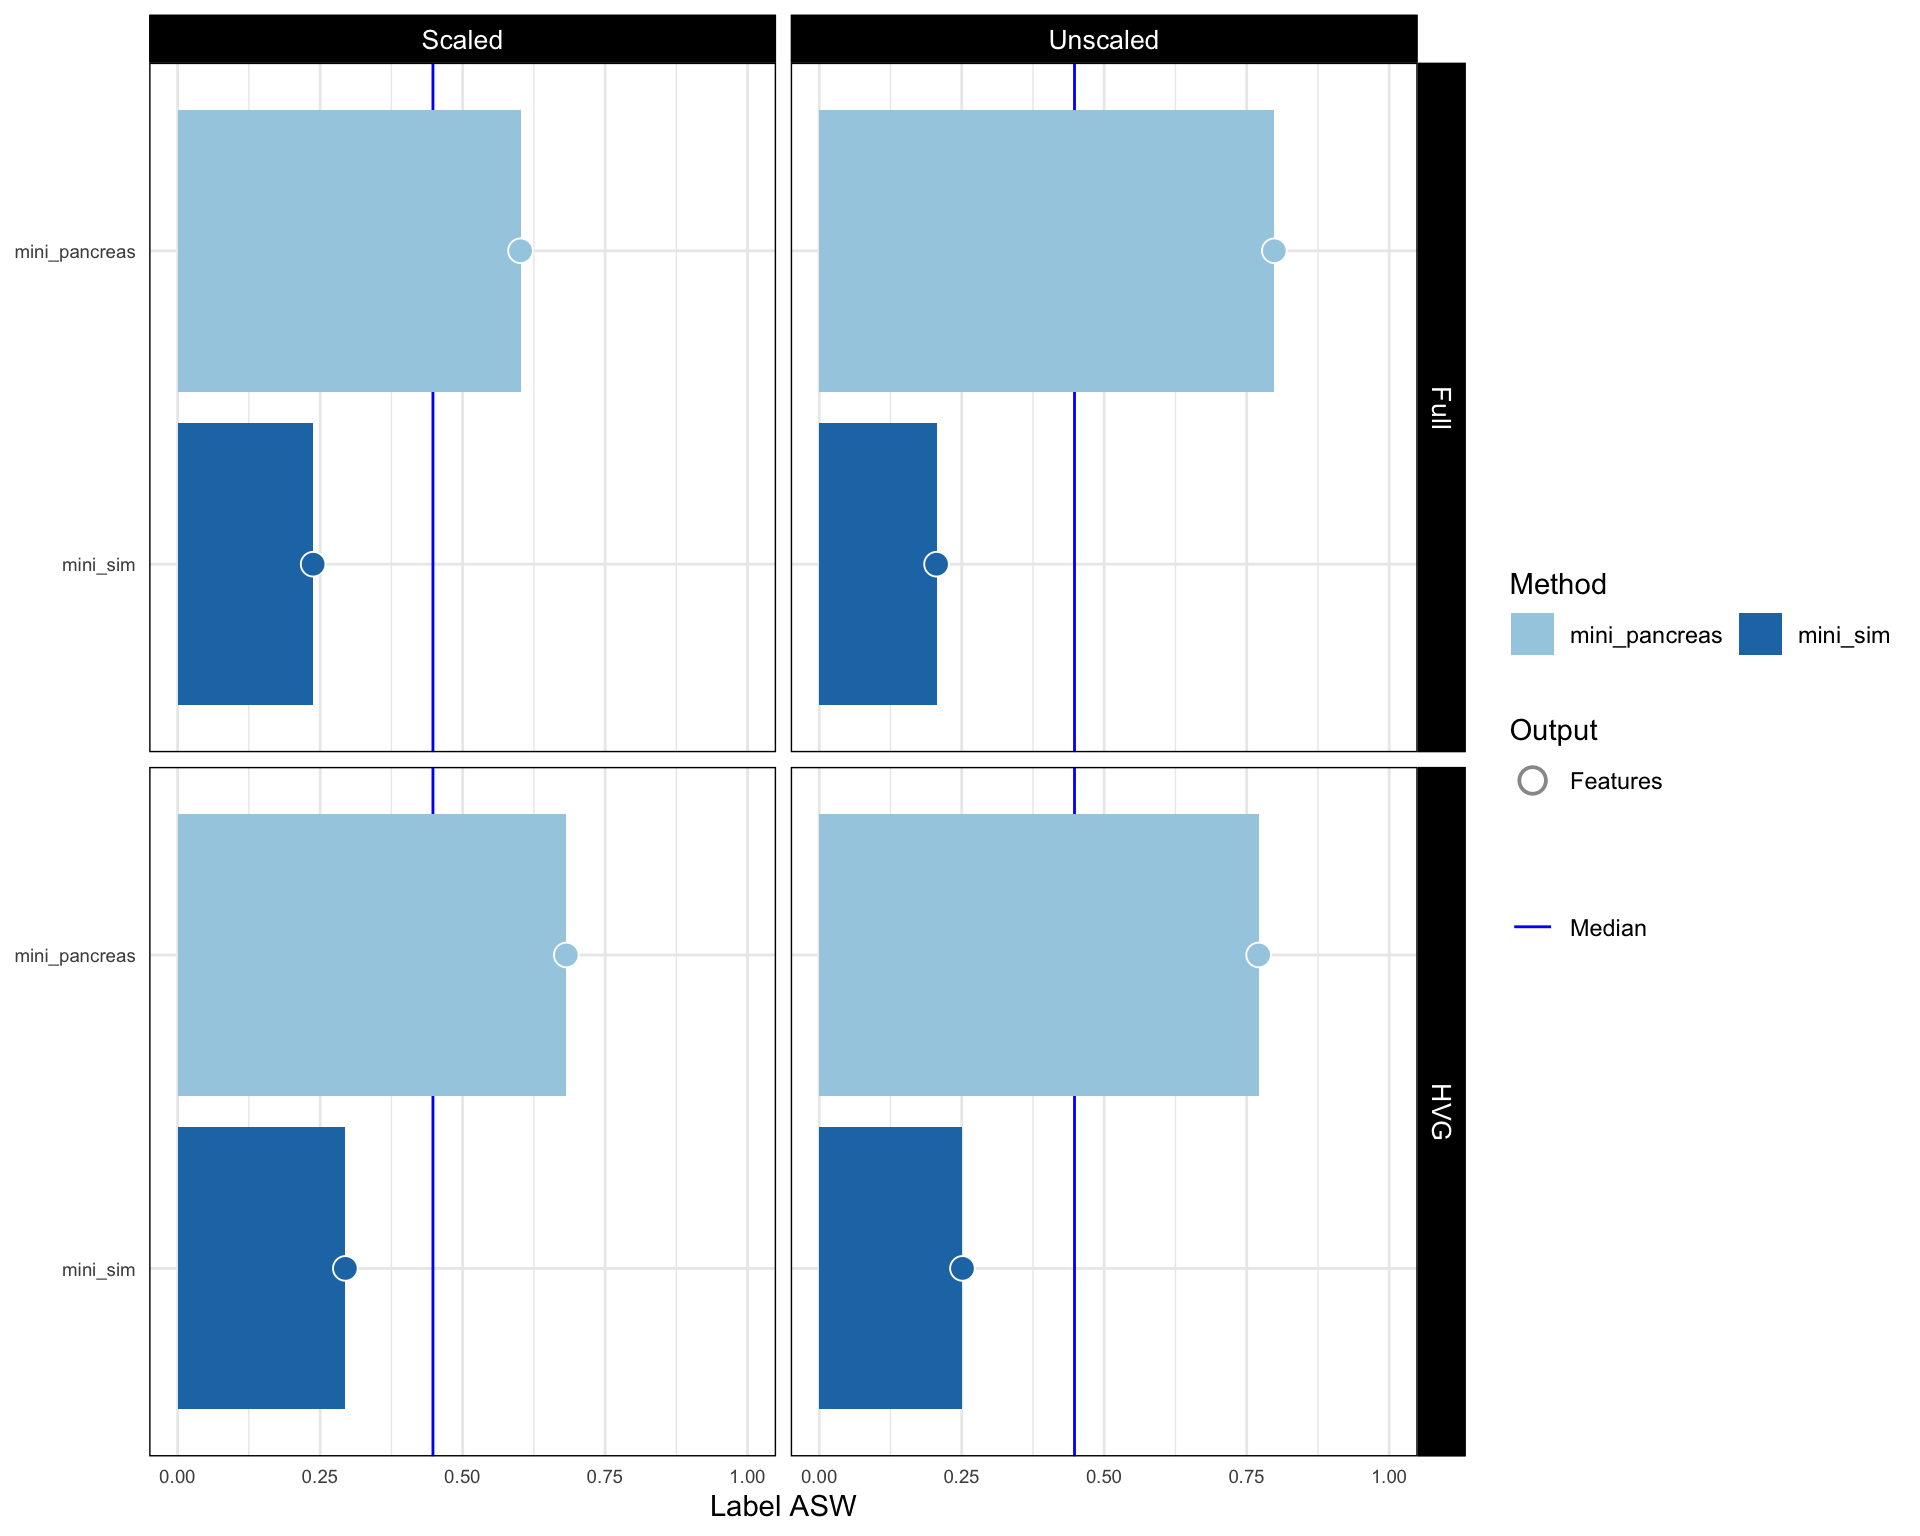 Scaled
Unscaled
mini_pancreas
mini_sim
Full
mini_pancreas
mini_sim
HVG
0.00 0.25 0.50 0.75 1.00
0.00 0.25 0.50 0.75 1.00
Label ASW
Method
mini_pancreas
mini_sim
Output
Features
Median